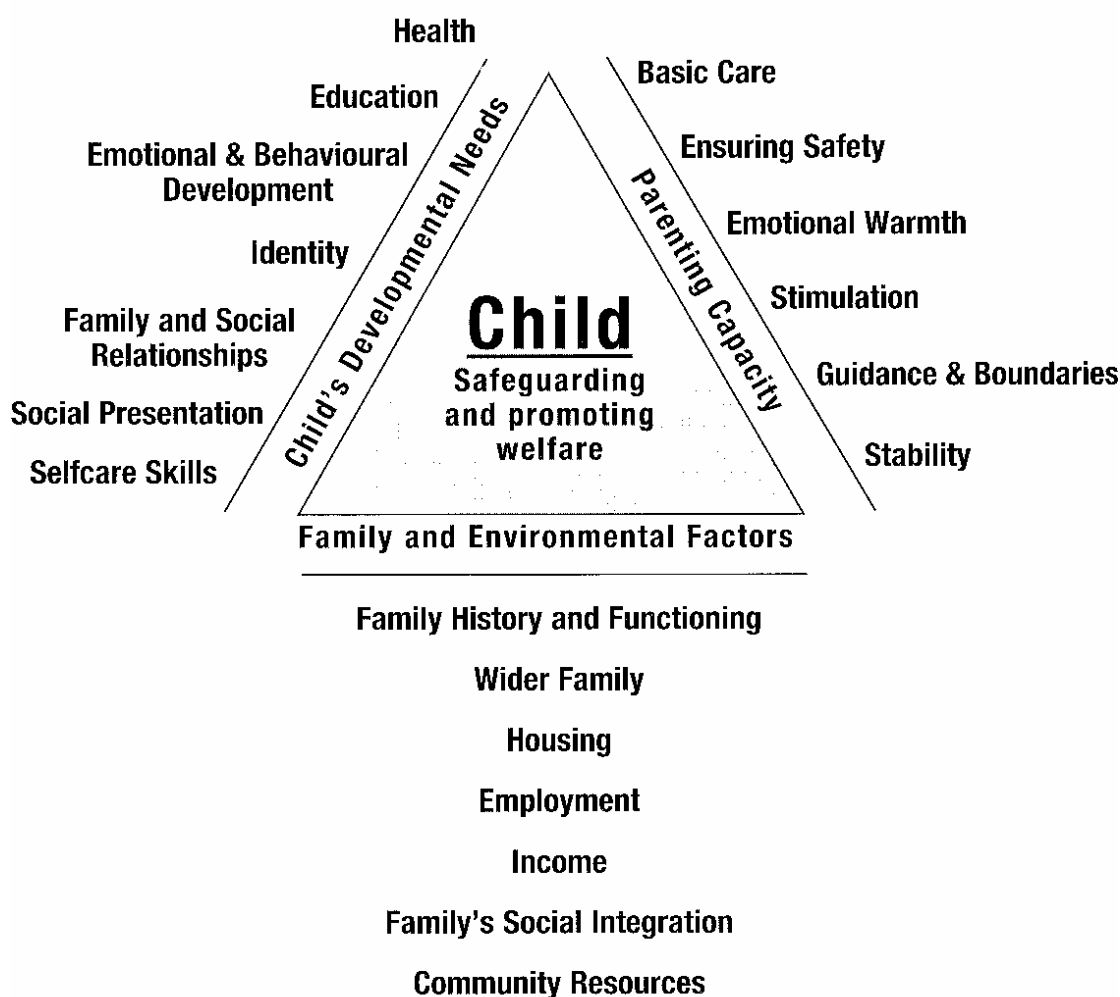 Health
Education
Emotional & Behavioural
Development
Identity
Family and Social
Relationships
Social Presentation
Selfcare Skills
Child's Developmental Needs
Basic Care
Ensuring Safety
Emotional Warmth
Stimulation
Guidance & Boundaries
Stability
Parenting Capacity
Child
Safeguarding
and promoting
welfare
Family and Environmental Factors
Family History and Functioning
Wider Family
Housing
Employment
Income
Family's Social Integration
Community Resources